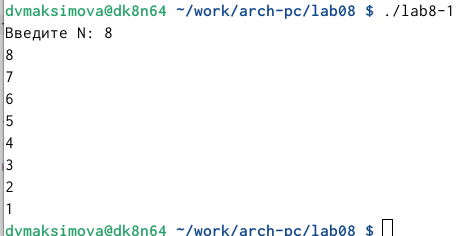 dvmaksimova@dk8n64 ~/work/arch-pc/lab08 $ ./lab8-1
Введите N: 8
8
7
6
5
4
3
2
1
dvmaksimova@dk8n64 ~/work/arch-pc/lab08 $